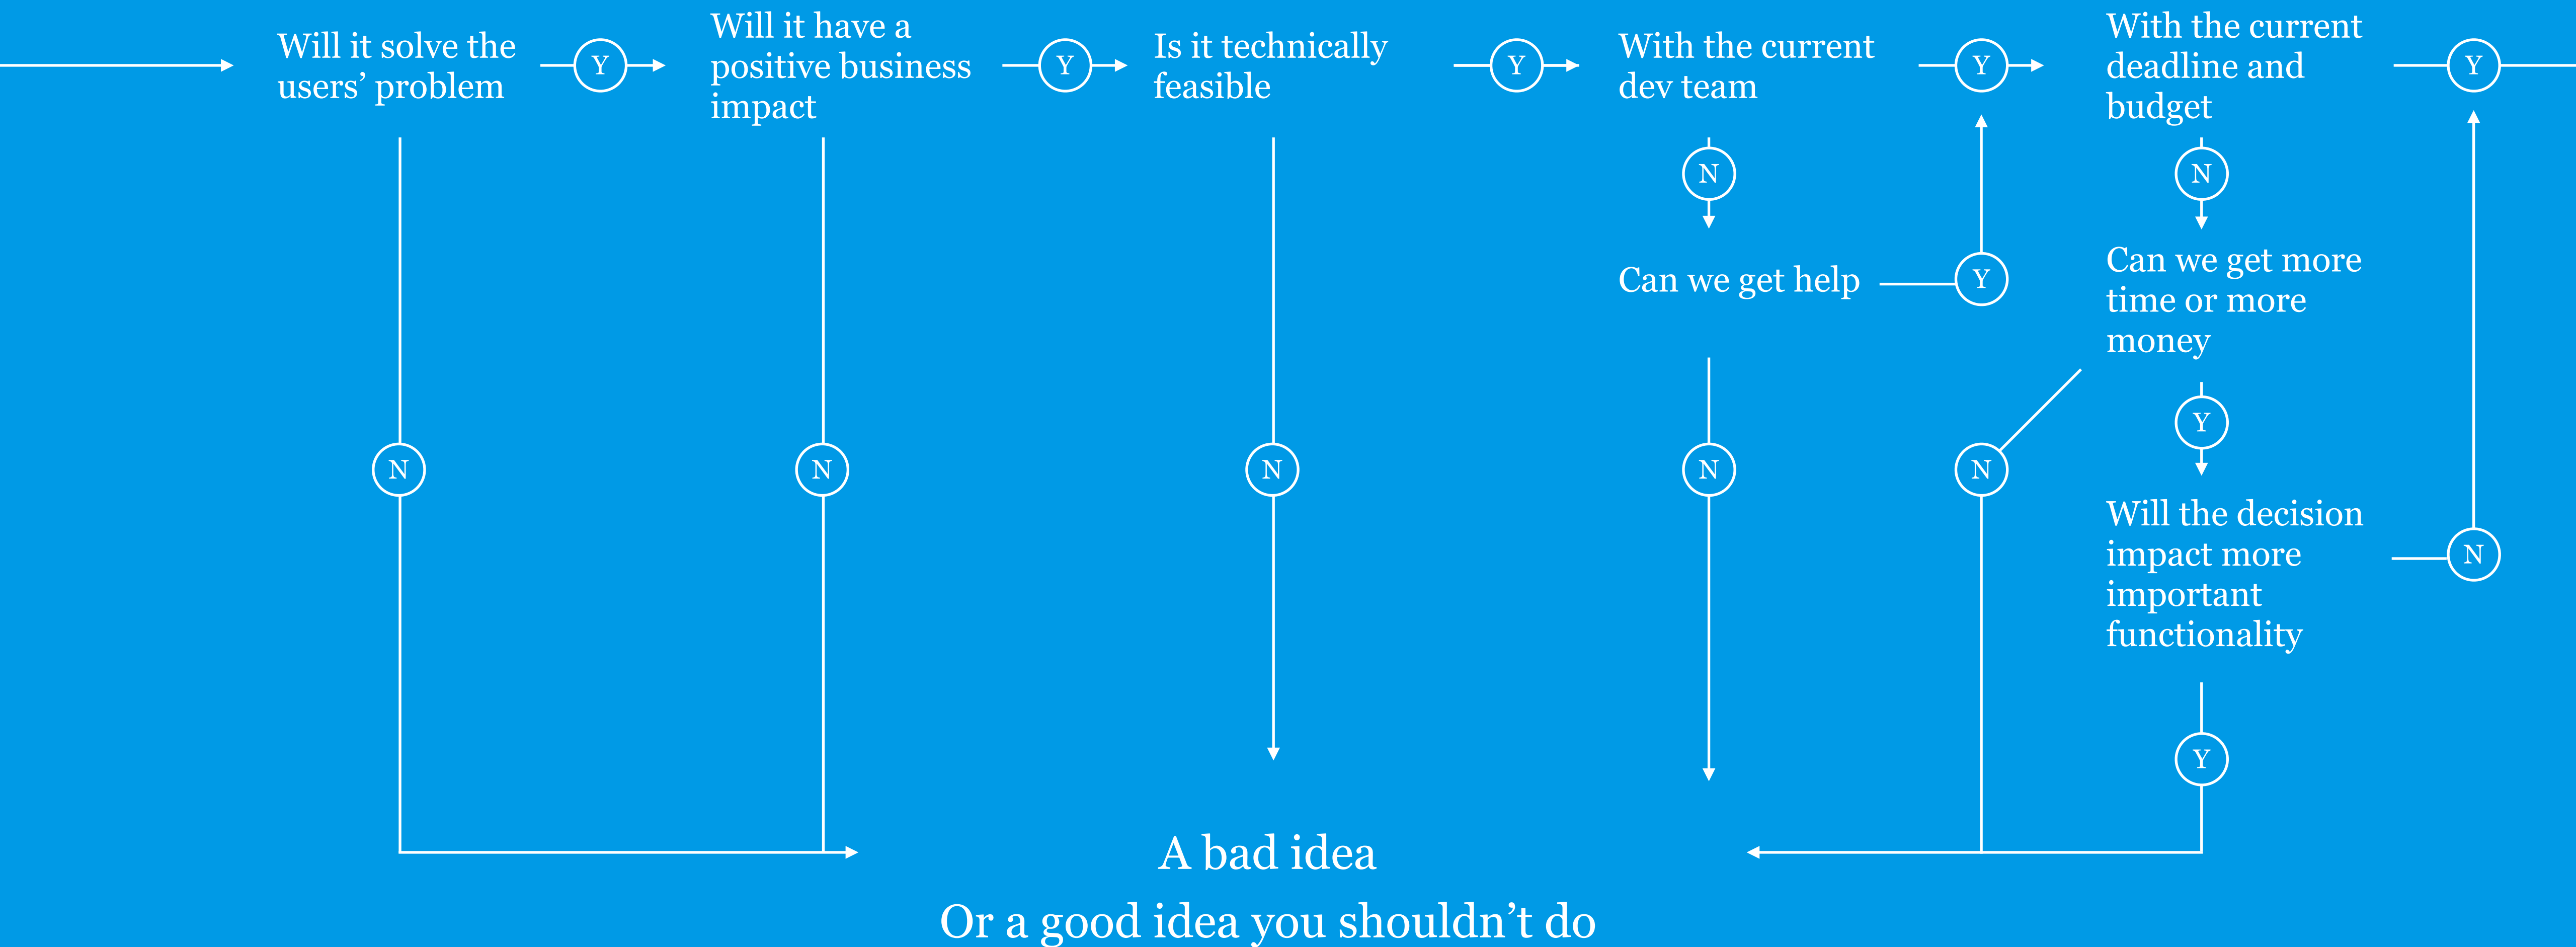 Will it solve the
users’ problem
Y
Will it have a
positive business
impact
Y
Is it technically
feasible
Y
With the current
dev team
Y
With the current
deadline and
budget
Y
N
N
Can we get help
Y
Can we get more
time or more
money
Y
N
N
N
N
N
Will the decision
impact more
important
functionality
N
Y
A bad idea
Or a good idea you shouldn’t do